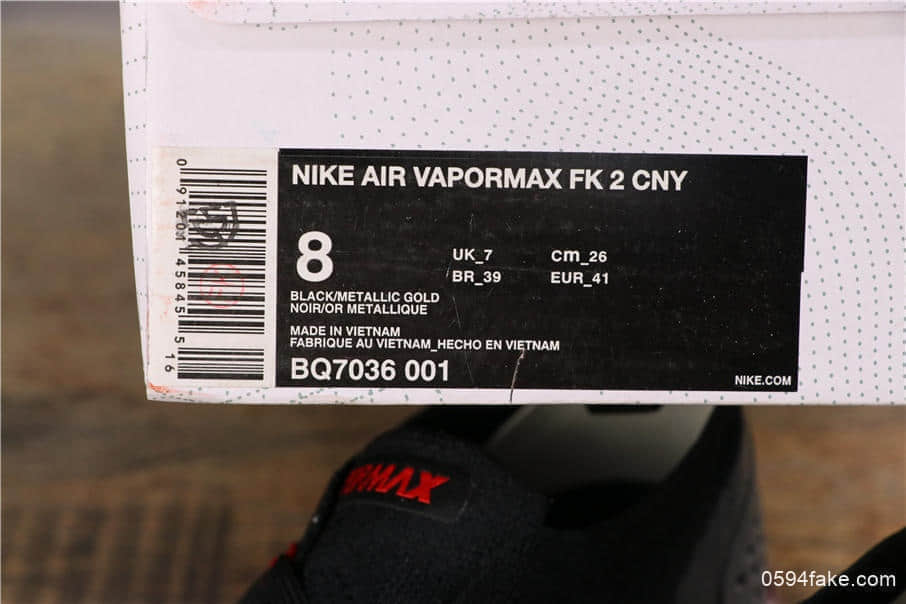 NIKE AIR VAPORMAX FK 2 CNY
8
UK_7 cm_26
BR_39 EUR_41
BLACK/METALLIC GOLD
NOIR/OR METALLIQUE
MADE IN VIETNAM
FABRIQUE AU VIETNAM_HECHO EN VIETNAM
BQ7036 001
NIKE.COM
0594fake.com